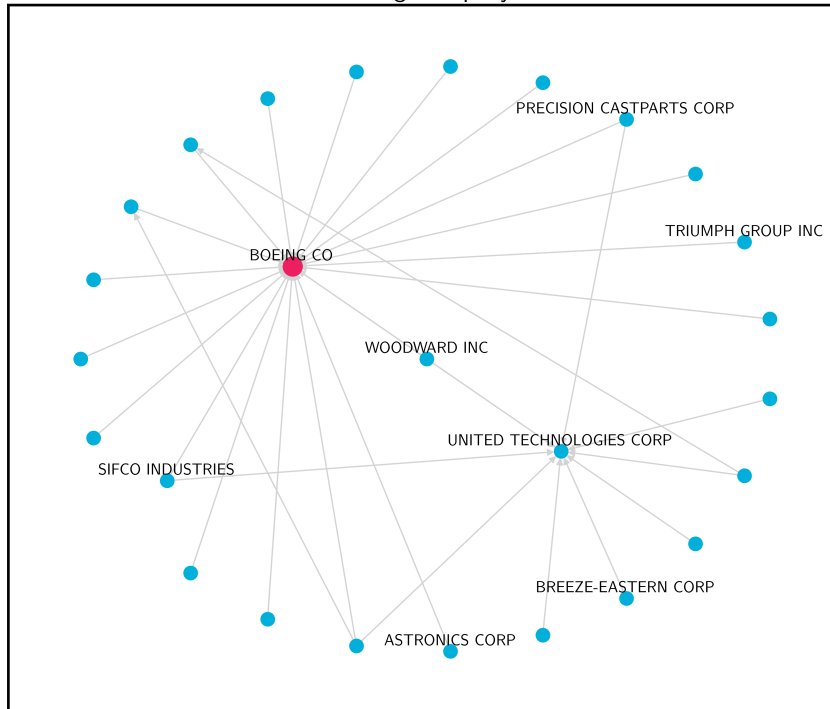 PRECISION CASTPARTS CORP
TRIUMPH GROUP INC
BOEING CO
WOODWARD INC
UNITED TECHNOLOGIES CORP
SIFCO INDUSTRIES
BREEZE-EASTERN CORP
ASTRONICS CORP